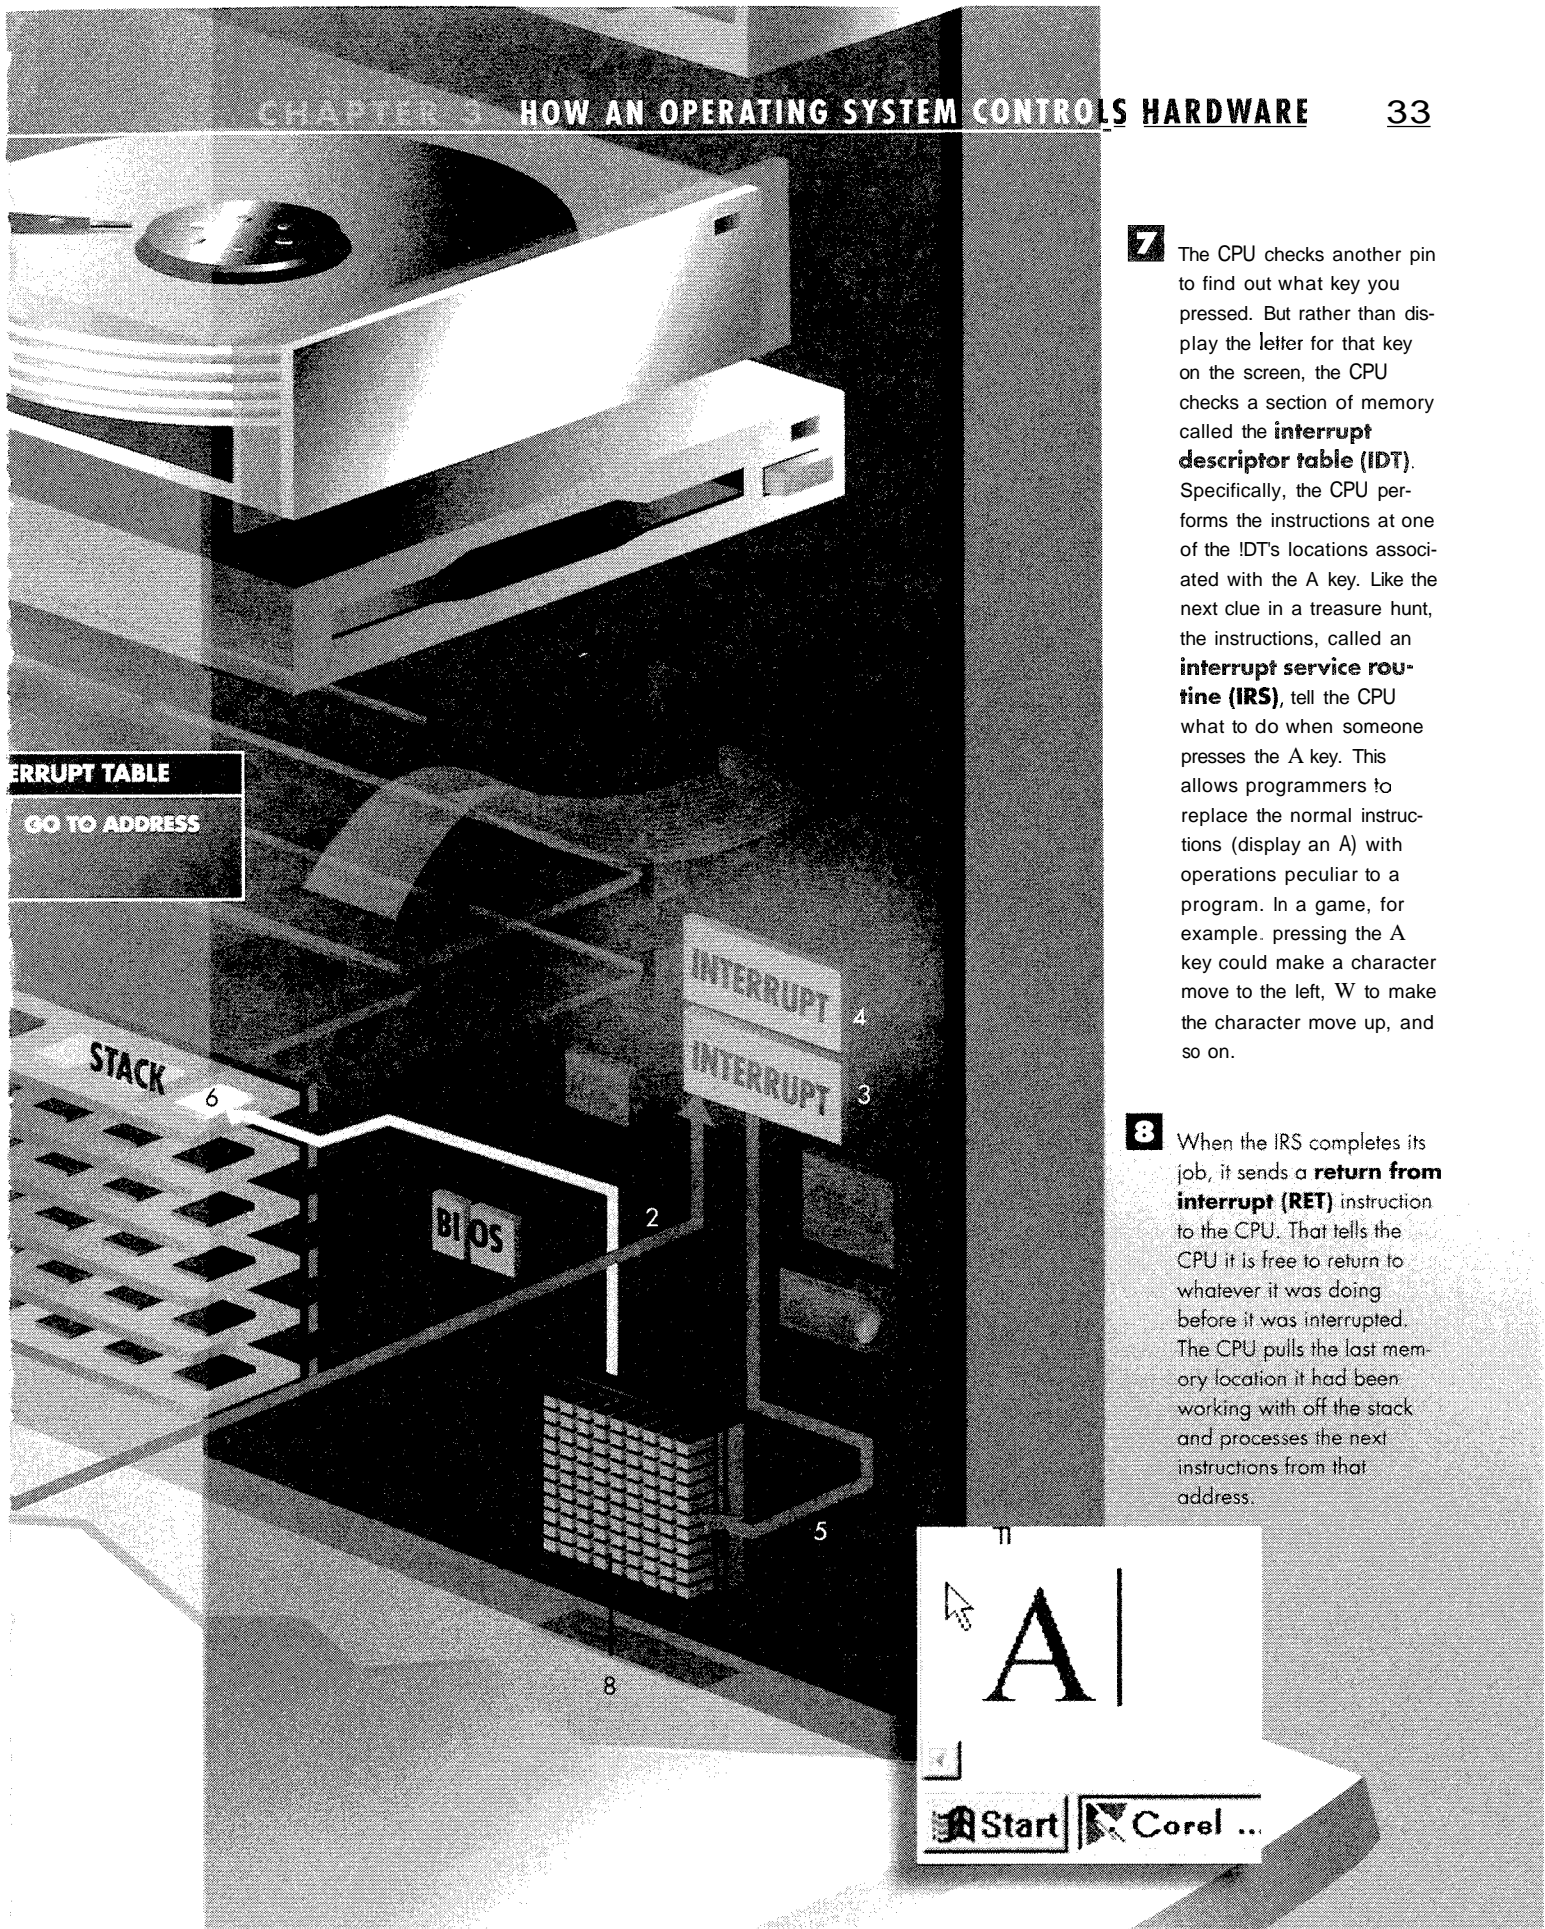 CHAPTER 3 HOW AN OPERATING SYSTEM CONTROLS HARDWARE 33
7
The CPU checks another pin
to find out what key you
pressed. But rather than dis-
play the letter for that key
on the screen, the CPU
checks a section of memory
called the interrupt
descriptor table (IDT).
Specifically, the CPU per-
forms the instructions at one
of the !DT's locations associ-
ated with the A key. Like the
next clue in a treasure hunt,
the instructions, called an
interrupt service rou-
tine (IRS), tell the CPU
what to do when someone
presses the A key. This
allows programmers to
replace the normal instruc-
tions (display an A) with
operations peculiar to a
program. In a game, for
example. pressing the A
key could make a character
move to the left, W to make
the character move up, and
so on.
8
When the IRS completes its
job, it sends a return from
interrupt (RET) instruction
to the CPU. That tells the
CPU it is free to return to
whatever it was doing
before it was interrupted.
The CPU pulls the last mem-
ory location it had been
working with off the stack
and processes the next
instructions from that
address.
ERRUPT TABLE
GO TO ADDRESS
INTERRUPT
4
INTERRUPT
3
STACK
6
2
BIOS
5
8
A
Start
Corel ...